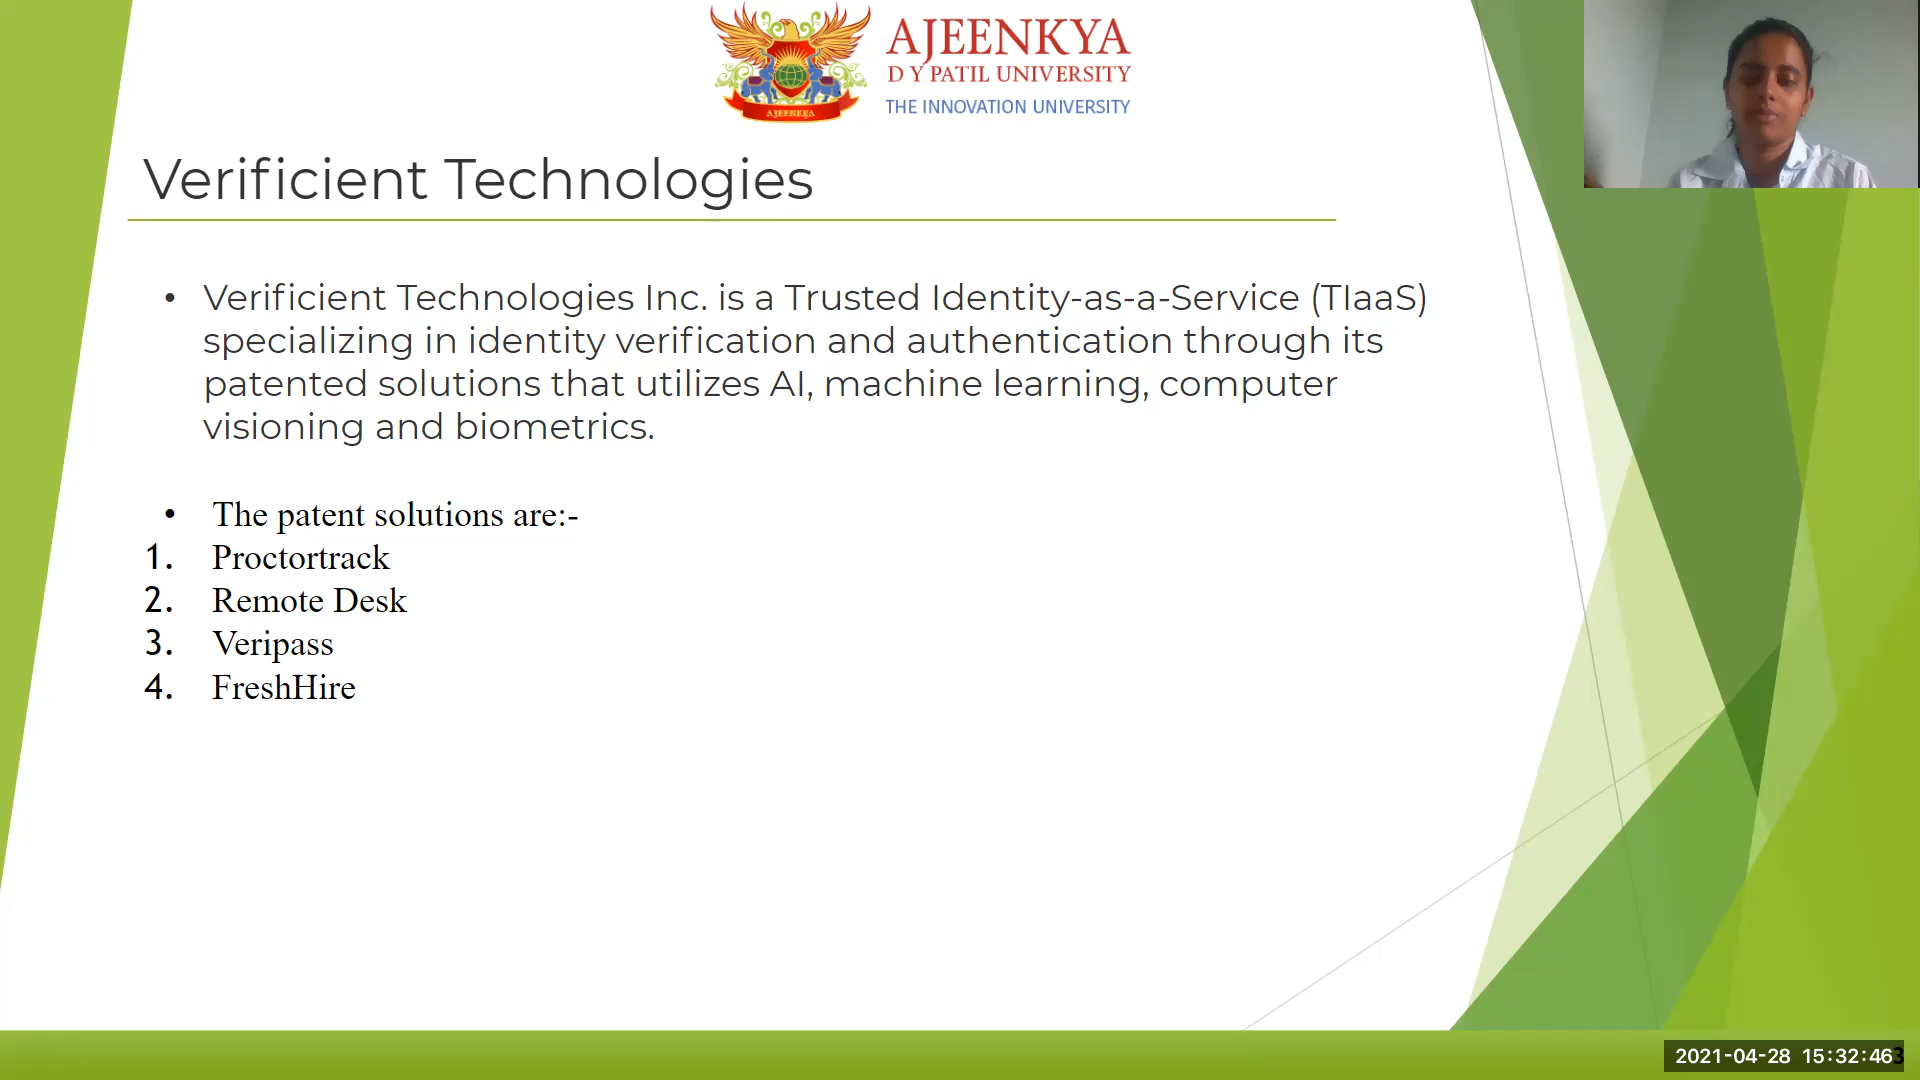 AJEENKYA
D Y PATIL UNIVERSITY
THE INNOVATION UNIVERSITY
AJEENKYA
Verificient Technologies
• Verificient Technologies Inc. is a Trusted Identity-as-a-Service (TIaaS)
specializing in identity verification and authentication through its
patented solutions that utilizes AI, machine learning, computer
visioning and biometrics.
• The patent solutions are:-
1. Proctortrack
2. Remote Desk
3. Veripass
4. FreshHire
2021-04-28 15:32:46
3